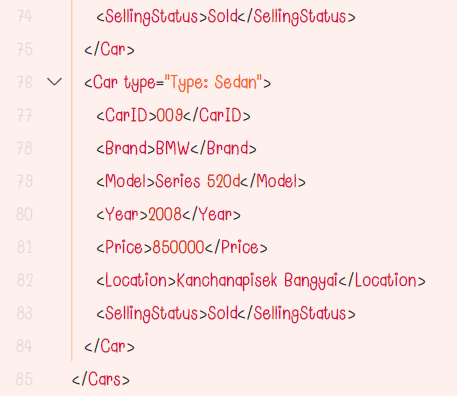 74 <SellingStatus>Sold</SellingStatus>
75 </Car>
76 <Car type="Type: Sedan">
77 <CarID>009</CarID>
78 <Brand>BMW</Brand>
79 <Model>Series 520d</Model>
80 <Year>2008</Year>
81 <Price>850000</Price>
82 <Location>Kanchanapisek Bangyai</Location>
83 <SellingStatus>Sold</SellingStatus>
84 </Car>
85 </Cars>